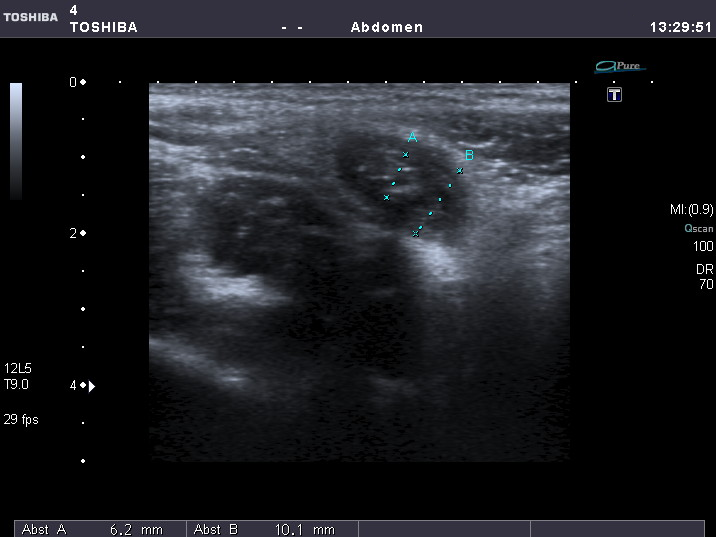 TOSHIBA
4
TOSHIBA
- -
Abdomen
13:29:51
0
aPure
T
A
B
MI:(0.9)
Qscan
100
DR
70
2
12L5
T9.0
4
29 fps
Abst A 6.2 mm
Abst B 10.1 mm